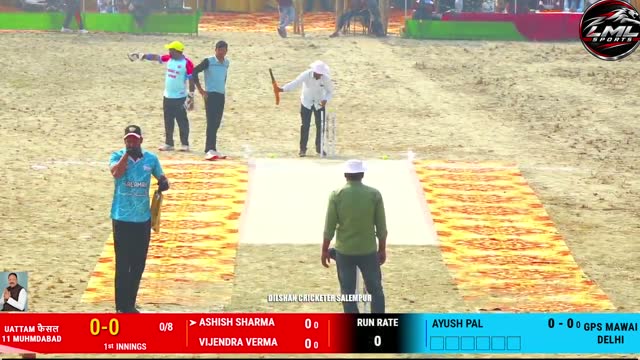 LML
SPORTS
DILSHAN CRICKETER SALEMPUR
UATTAM फैसल
11 MUHMDABAD
0-0
0/8
1st INNINGS
ASHISH SHARMA 0 0
VIJENDRA VERMA 0 0
RUN RATE
0
AYUSH PAL 0 - 0 0
GPS MAWAI
DELHI